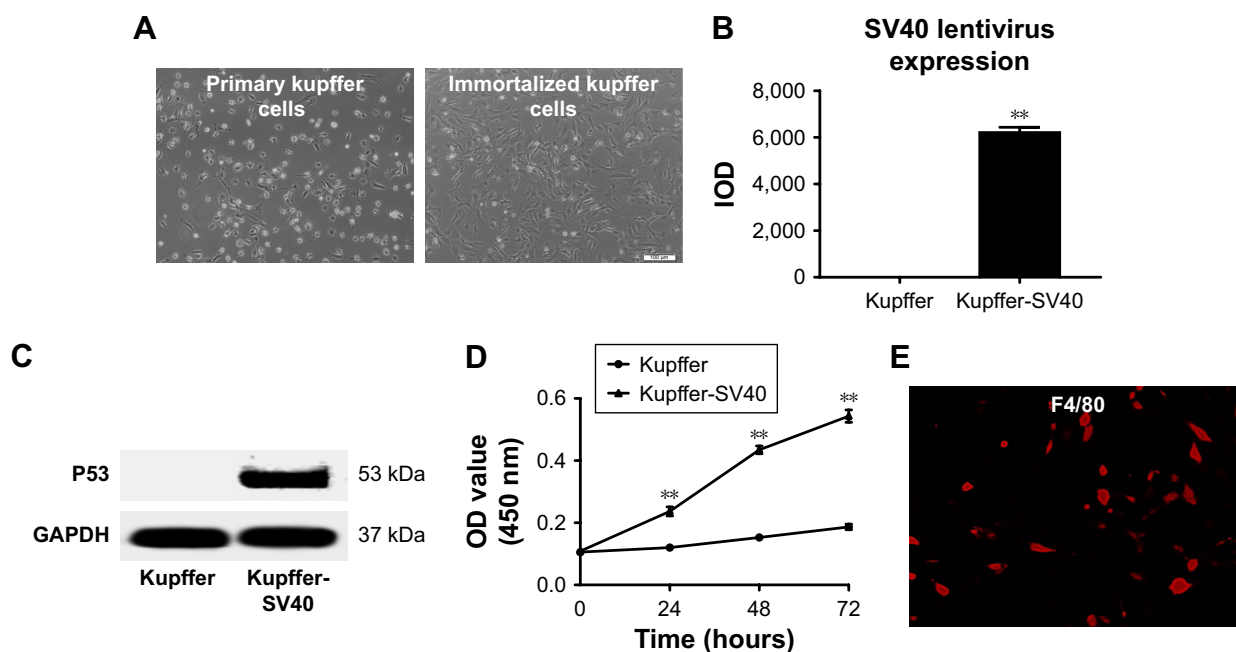 A
Primary kupffer
cells
Immortalized kupffer
cells
100 µm
B
SV40 lentivirus
expression
8,000
6,000
4,000
2,000
0
IOD
**
Kupffer
Kupffer-SV40
C
P53
53 kDa
GAPDH
37 kDa
Kupffer
Kupffer-
SV40
D
Kupffer
Kupffer-SV40
OD value
(450 nm)
0.6
0.4
0.2
0.0
**
**
**
0
24
48
72
Time (hours)
E
F4/80